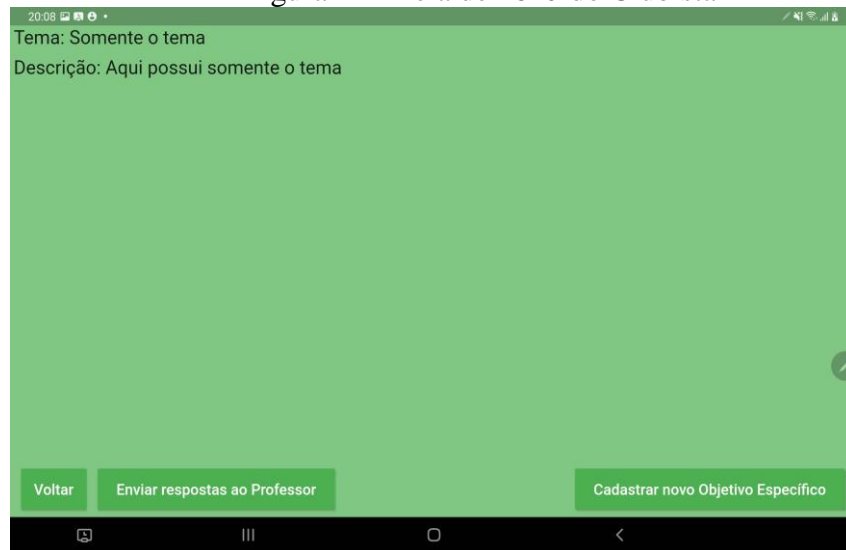 20:08
Tema: Somente o tema
Descrição: Aqui possui somente o tema
Voltar
Enviar respostas ao Professor
Cadastrar novo Objetivo Específico